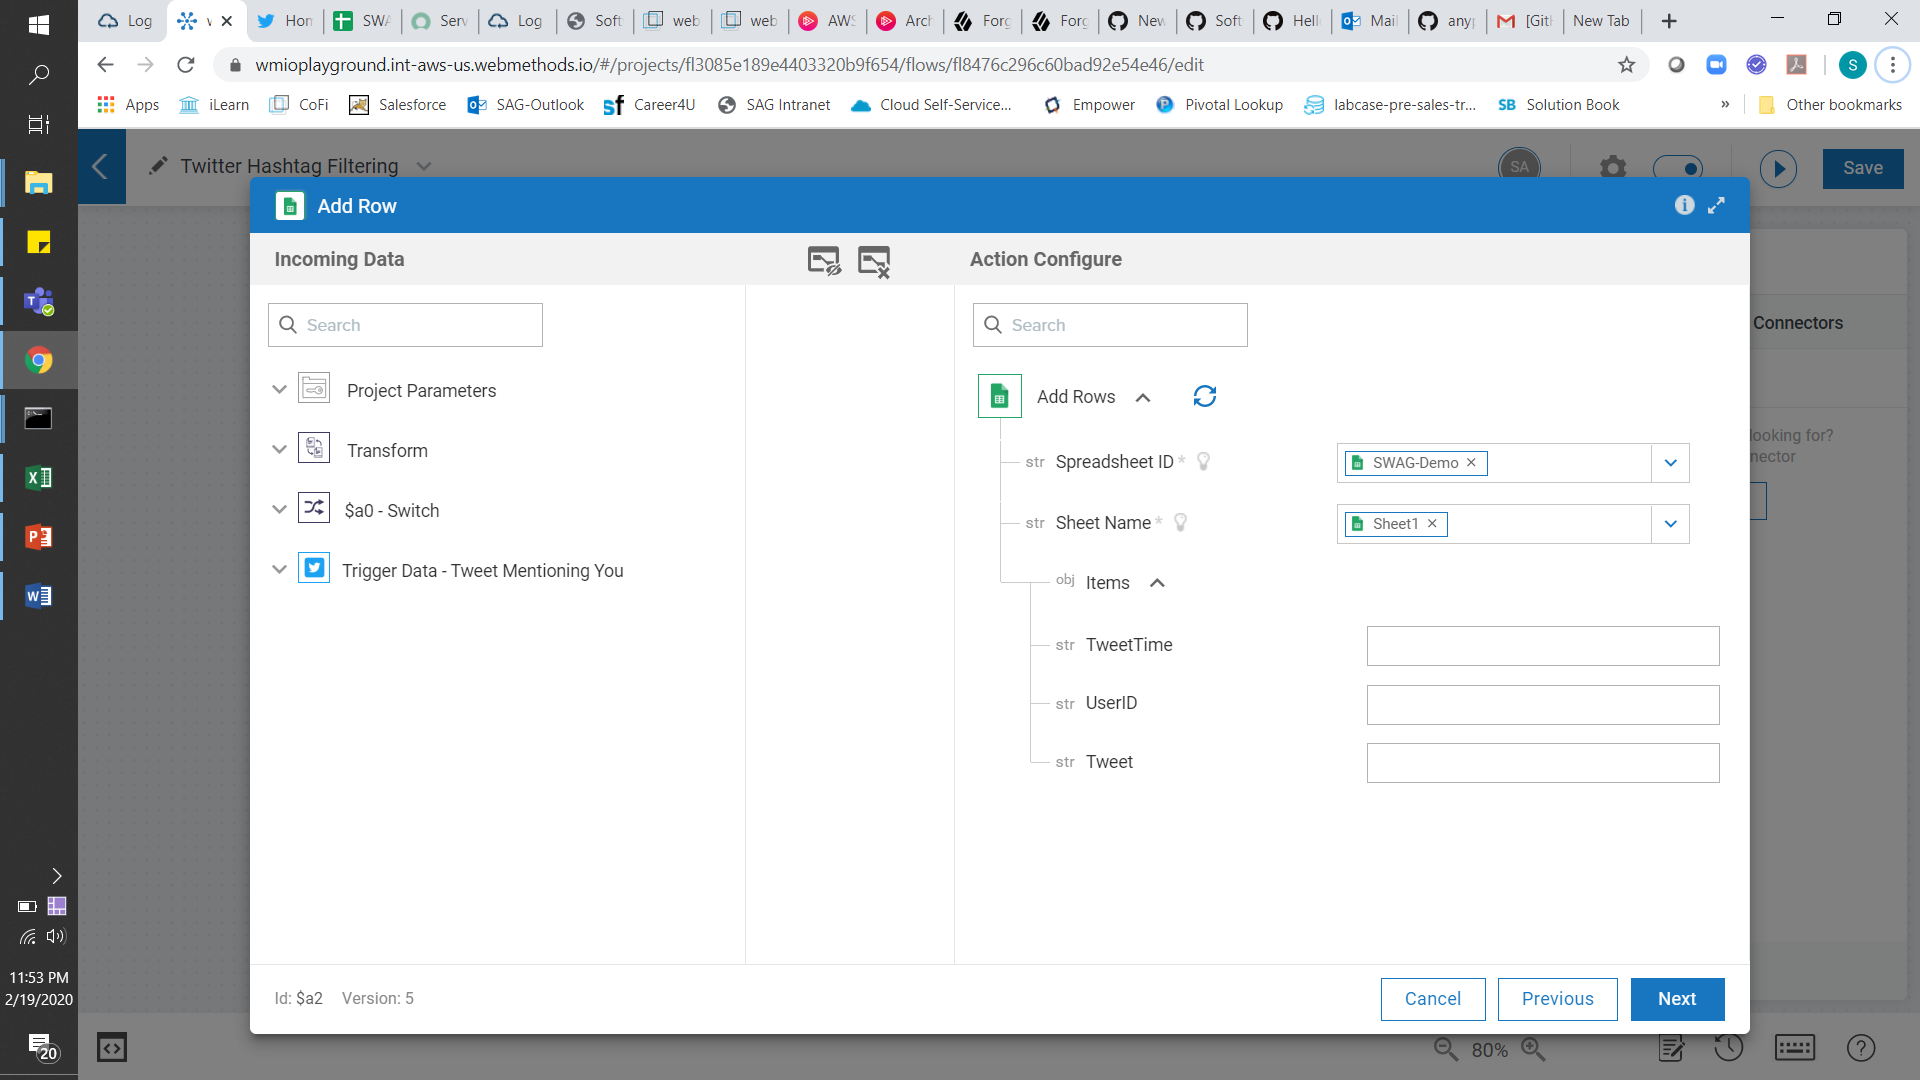 Log
w
Hom
SWA
Serv
Log
Soft
web
web
AWS
Arch
Forg
Forg
New
Soft
Hell
Mail
anyp
[Git
New Tab
wmioplayground.int-aws-us.webmethods.io/#/projects/fl3085e189e4403320b9f654/flows/fl8476c296c60bad92e54e46/edit
S
Apps
iLearn
CoFi
Salesforce
SAG-Outlook
Career4U
SAG Intranet
Cloud Self-Service...
Empower
Pivotal Lookup
labcase-pre-sales-tr...
SB Solution Book
»
Other bookmarks
Twitter Hashtag Filtering
SA
Save
Add Row
Incoming Data
Action Configure
Search
Search
Connectors
Project Parameters
Add Rows
looking for?
nector
Transform
str Spreadsheet ID *
SWAG-Demo ×
$a0 - Switch
str Sheet Name *
Sheet1 ×
Trigger Data - Tweet Mentioning You
obj Items
str TweetTime
str UserID
str Tweet
Id: $a2 Version: 5
Cancel
Previous
Next
80%
11:53 PM
2/19/2020
20